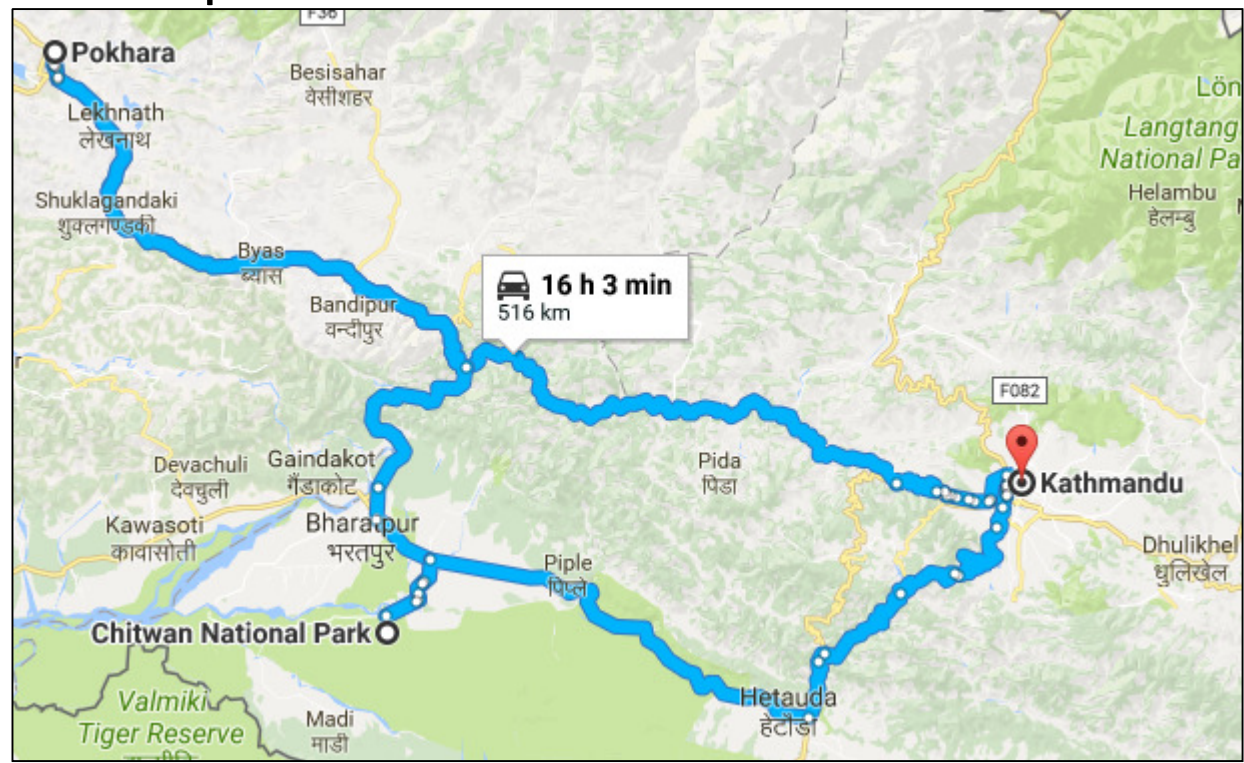 F36
Pokhara
Besisahar
वेसीशहर
Lekhnath
लेखनाथ
Langtang
National Pa
Helambu
हेलम्बु
Shuklagandaki
शुक्लगण्डकी
Byas
ब्यास
16 h 3 min
516 km
Bandipur
वन्दीपुर
F082
Devachuli
देवचुली
Gaindakot
गैंडाकोट
Pida
पिडा
Kathmandu
Kawasoti
कावासोती
Bharatpur
भरतपुर
Piple
पिप्ले
Dhulikhel
धुलिखेल
Chitwan National Park
Valmiki
Tiger Reserve
Madi
माडी
Hetauda
हेटौडा